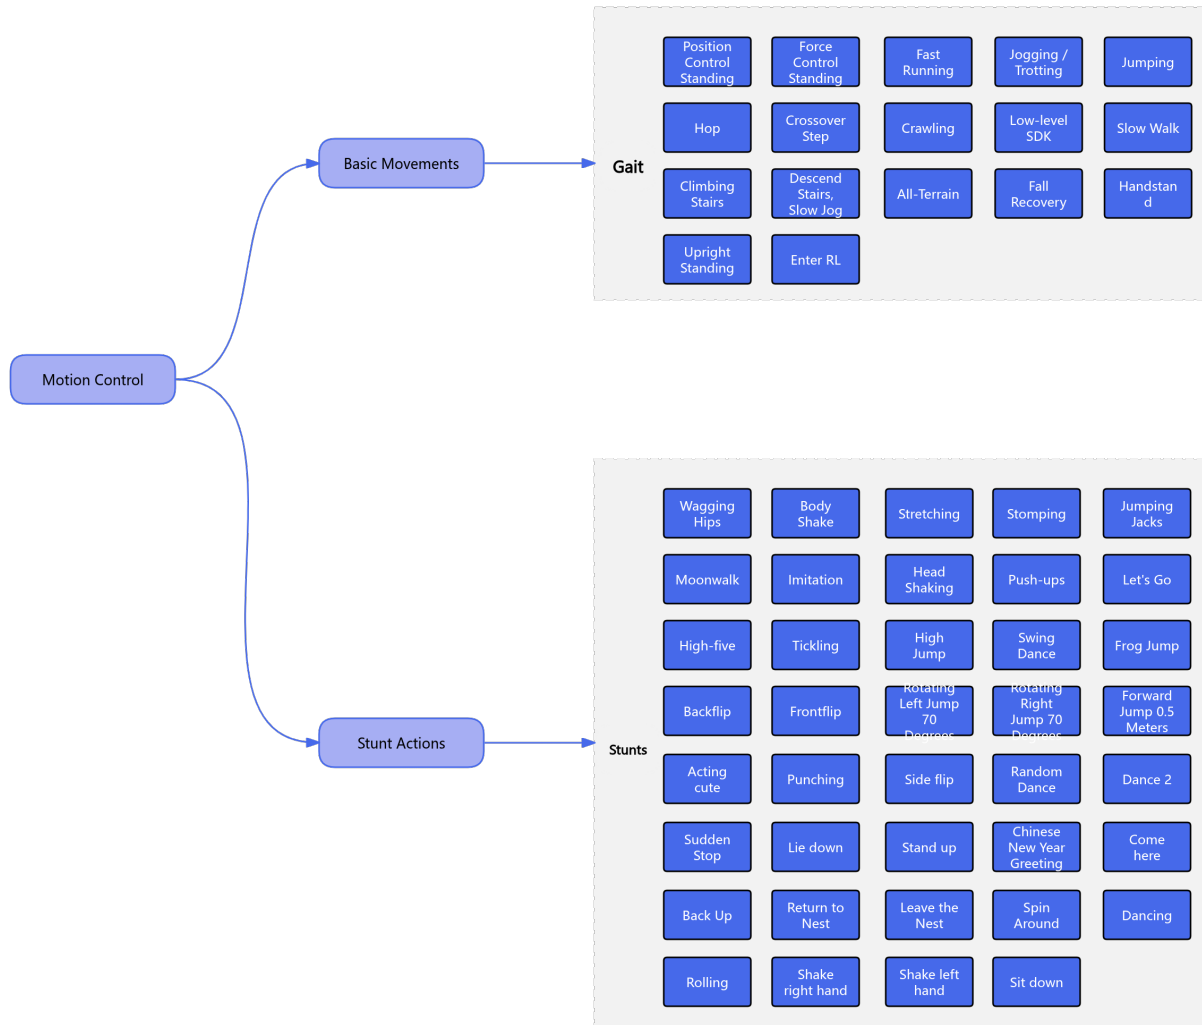 Motion Control
Basic Movements
Gait
Position
Control
Standing
Force
Control
Standing
Fast
Running
Jogging /
Trotting
Jumping
Hop
Crossover
Step
Crawling
Low-level
SDK
Slow Walk
Climbing
Stairs
Descend
Stairs,
Slow Jog
All-Terrain
Fall
Recovery
Handstan
d
Upright
Standing
Enter RL
Stunt Actions
Stunts
Wagging
Hips
Body
Shake
Stretching
Stomping
Jumping
Jacks
Moonwalk
Imitation
Head
Shaking
Push-ups
Let's Go
High-five
Tickling
High
Jump
Swing
Dance
Frog Jump
Backflip
Frontflip
Rotating
Left Jump
70
Degrees
Rotating
Right
Jump 70
Degrees
Forward
Jump 0.5
Meters
Acting
cute
Punching
Side flip
Random
Dance
Dance 2
Sudden
Stop
Lie down
Stand up
Chinese
New Year
Greeting
Come
here
Back Up
Return to
Nest
Leave the
Nest
Spin
Around
Dancing
Rolling
Shake
right hand
Shake left
hand
Sit down